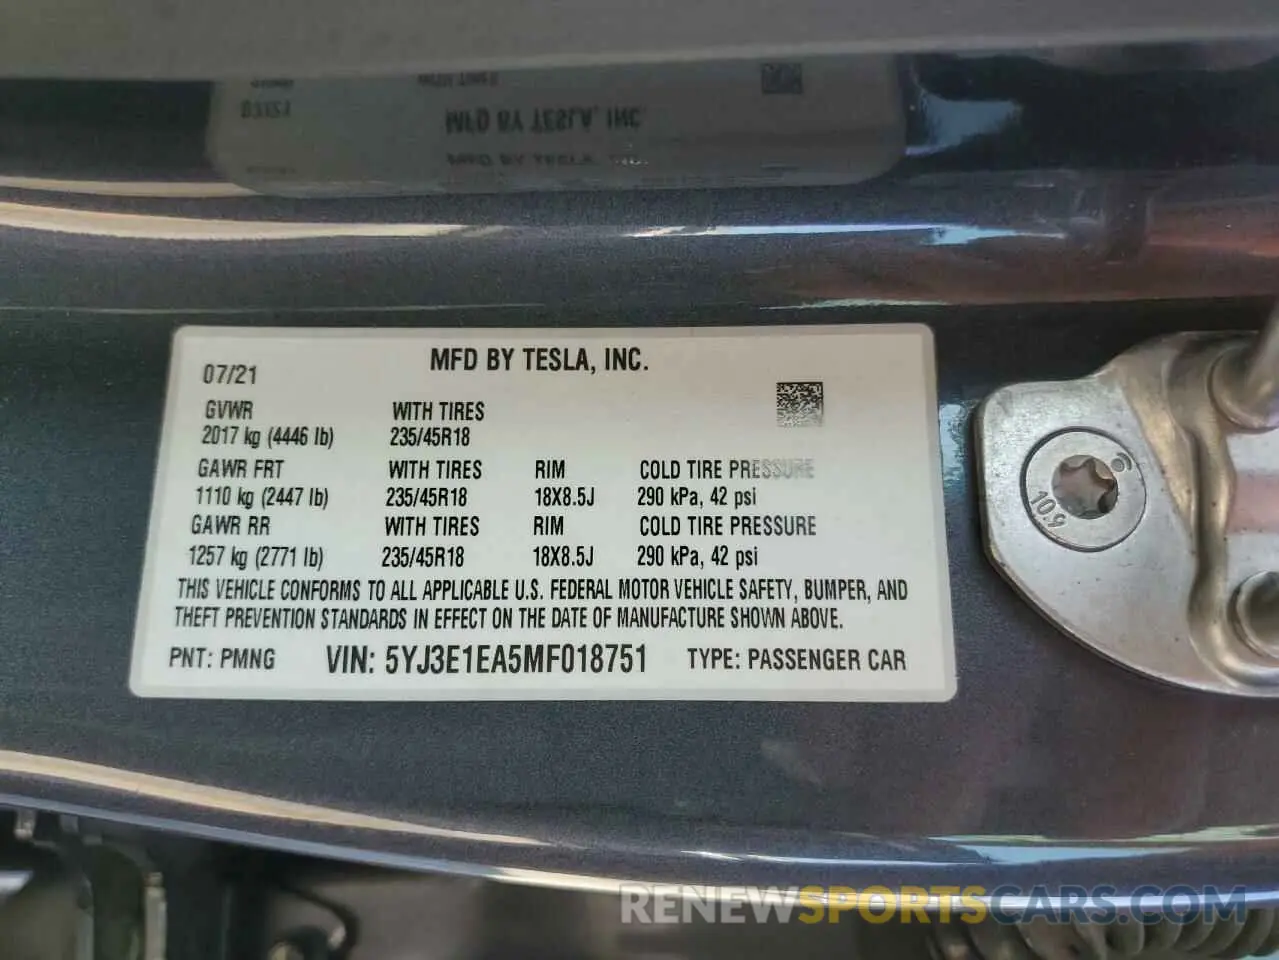 MFD BY TESLA, INC.
07/21
GVWR WITH TIRES
2017 kg (4446 lb) 235/45R18
GAWR FRT WITH TIRES RIM COLD TIRE PRESSURE
1110 kg (2447 lb) 235/45R18 18X8.5J 290 kPa, 42 psi
GAWR RR WITH TIRES RIM COLD TIRE PRESSURE
1257 kg (2771 lb) 235/45R18 18X8.5J 290 kPa, 42 psi
THIS VEHICLE CONFORMS TO ALL APPLICABLE U.S. FEDERAL MOTOR VEHICLE SAFETY, BUMPER, AND
THEFT PREVENTION STANDARDS IN EFFECT ON THE DATE OF MANUFACTURE SHOWN ABOVE.
PNT: PMNG VIN: 5YJ3E1EA5MF018751 TYPE: PASSENGER CAR
10.9
RENEWSPORTSCARS.COM